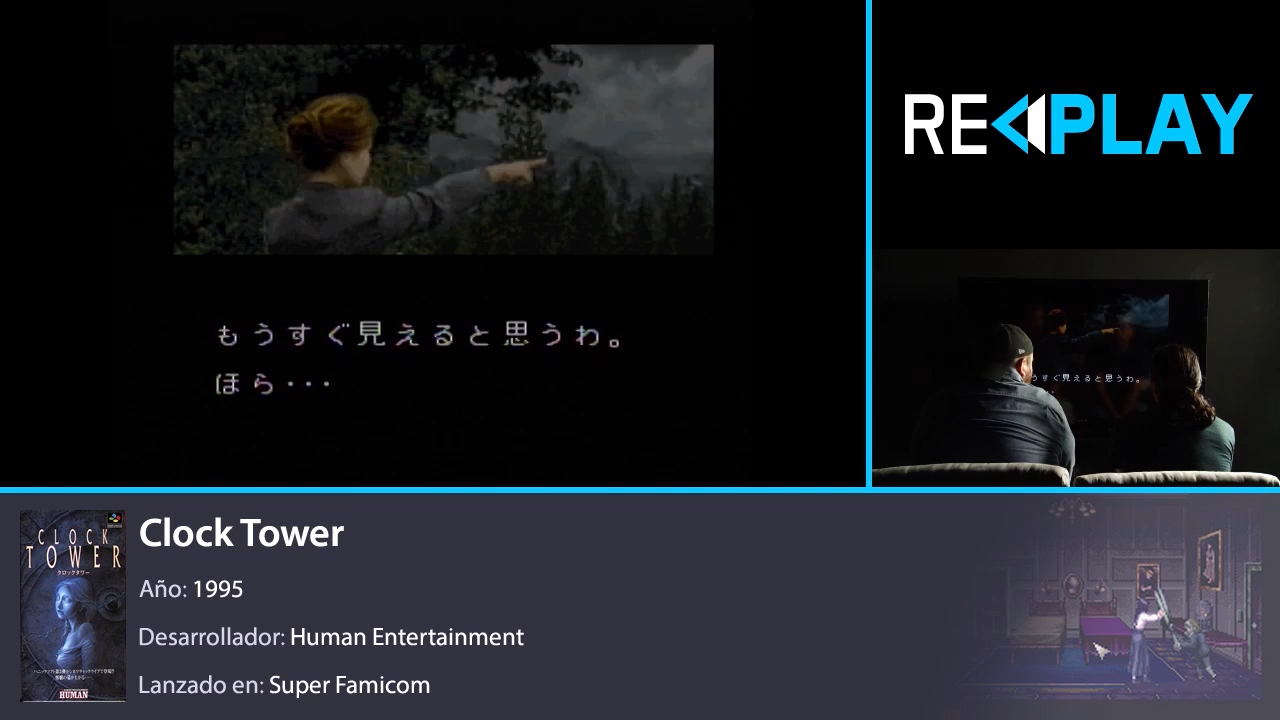 もうすぐ見えると思うわ。
ほら・・・
REPLAY
すぐ見えると思うわ。
CLOCK
TOWER
クロックタワー
HUMAN
Clock Tower
Año: 1995
Desarrollador: Human Entertainment
Lanzado en: Super Famicom